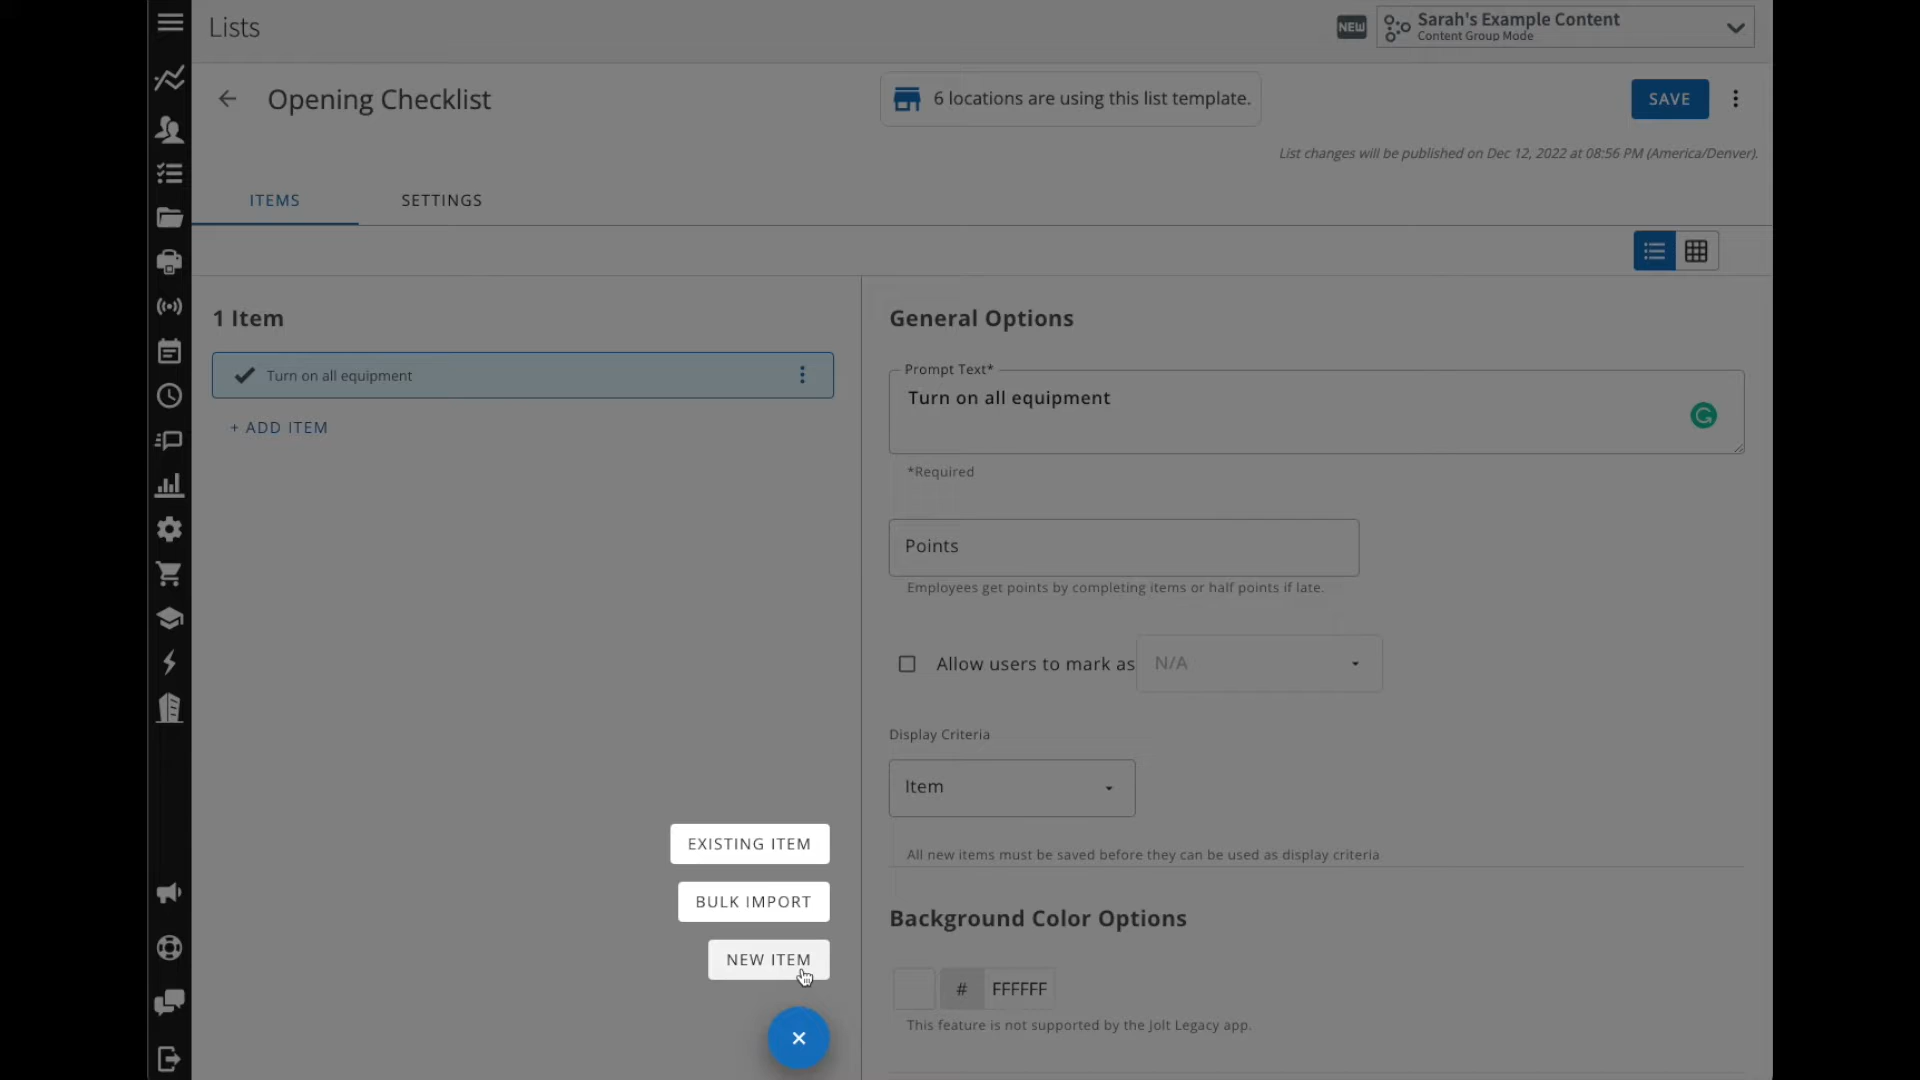 Lists
NEW
Sarah's Example Content
Content Group Mode
Opening Checklist
6 locations are using this list template.
SAVE
List changes will be published on Dec 12, 2022 at 08:56 PM (America/Denver).
ITEMS
SETTINGS
1 Item
Turn on all equipment
+ ADD ITEM
General Options
Prompt Text*
Turn on all equipment
*Required
Points
Employees get points by completing items or half points if late.
Allow users to mark as
N/A
Display Criteria
Item
All new items must be saved before they can be used as display criteria
EXISTING ITEM
BULK IMPORT
NEW ITEM
Background Color Options
# FFFFFF
This feature is not supported by the Jolt Legacy app.